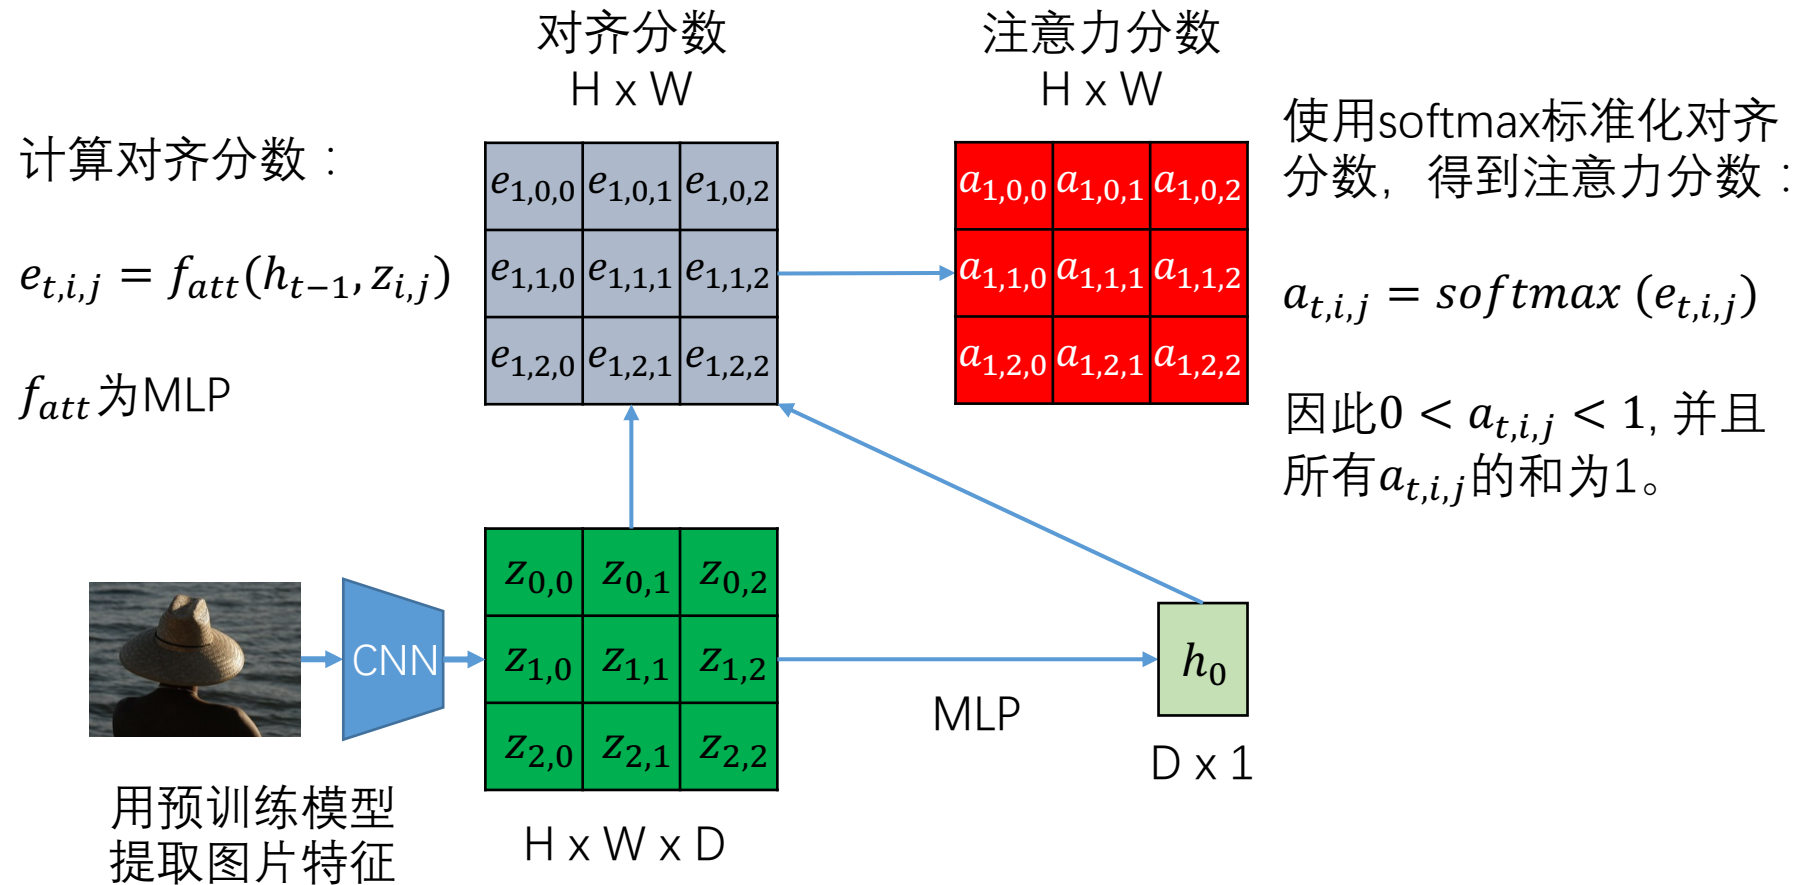 对齐分数
H x W
注意力分数
H x W
计算对齐分数：
e_{t,i,j} = f_{att}(h_{t−1}, z_{i,j})
f_{att}为MLP
e_{1,0,0} e_{1,0,1} e_{1,0,2}
e_{1,1,0} e_{1,1,1} e_{1,1,2}
e_{1,2,0} e_{1,2,1} e_{1,2,2}
a_{1,0,0} a_{1,0,1} a_{1,0,2}
a_{1,1,0} a_{1,1,1} a_{1,1,2}
a_{1,2,0} a_{1,2,1} a_{1,2,2}
使用softmax标准化对齐
分数，得到注意力分数：
a_{t,i,j} = softmax (e_{t,i,j})
因此0 < a_{t,i,j} < 1, 并且
所有a_{t,i,j}的和为1。
CNN
z_{0,0} z_{0,1} z_{0,2}
z_{1,0} z_{1,1} z_{1,2}
z_{2,0} z_{2,1} z_{2,2}
MLP
h_0
D x 1
用预训练模型
提取图片特征
H x W x D